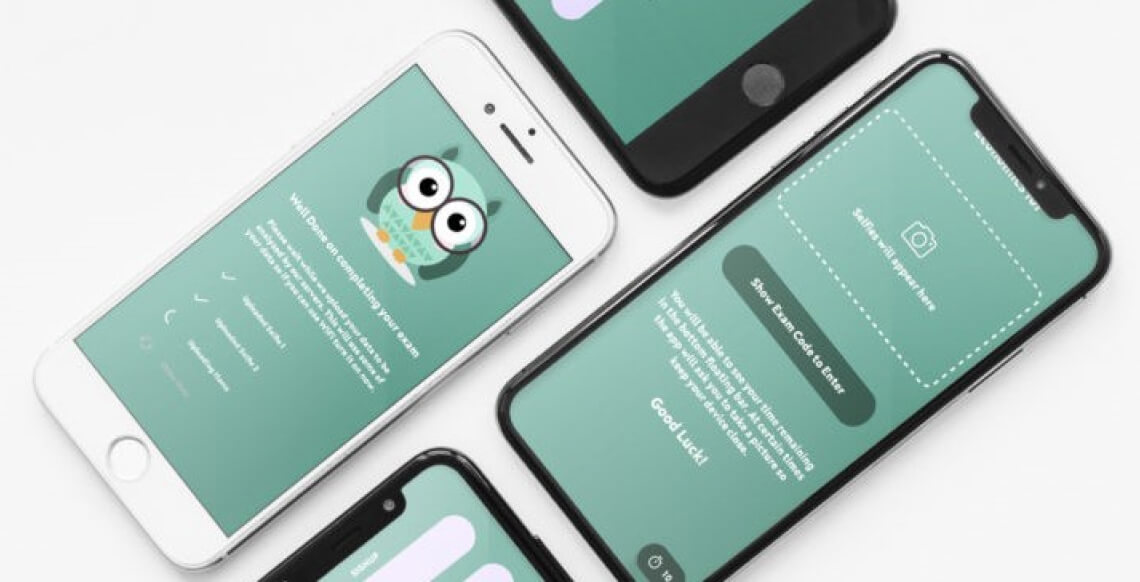 Well Done on completing your exam
Please wait while we upload your data to be
analysed by our servers. This will use some of
your data so if you can use WiFi turn it on now.
Uploaded Selfie 1
Uploaded Selfie 2
Uploading
Selfies will appear here
Show Exam Code to Enter
You will be able to see your time remaining
in the bottom floating bar. At certain times
the app will ask you to take a picture so
keep your device close.
Good Luck!
10
SIGNUP